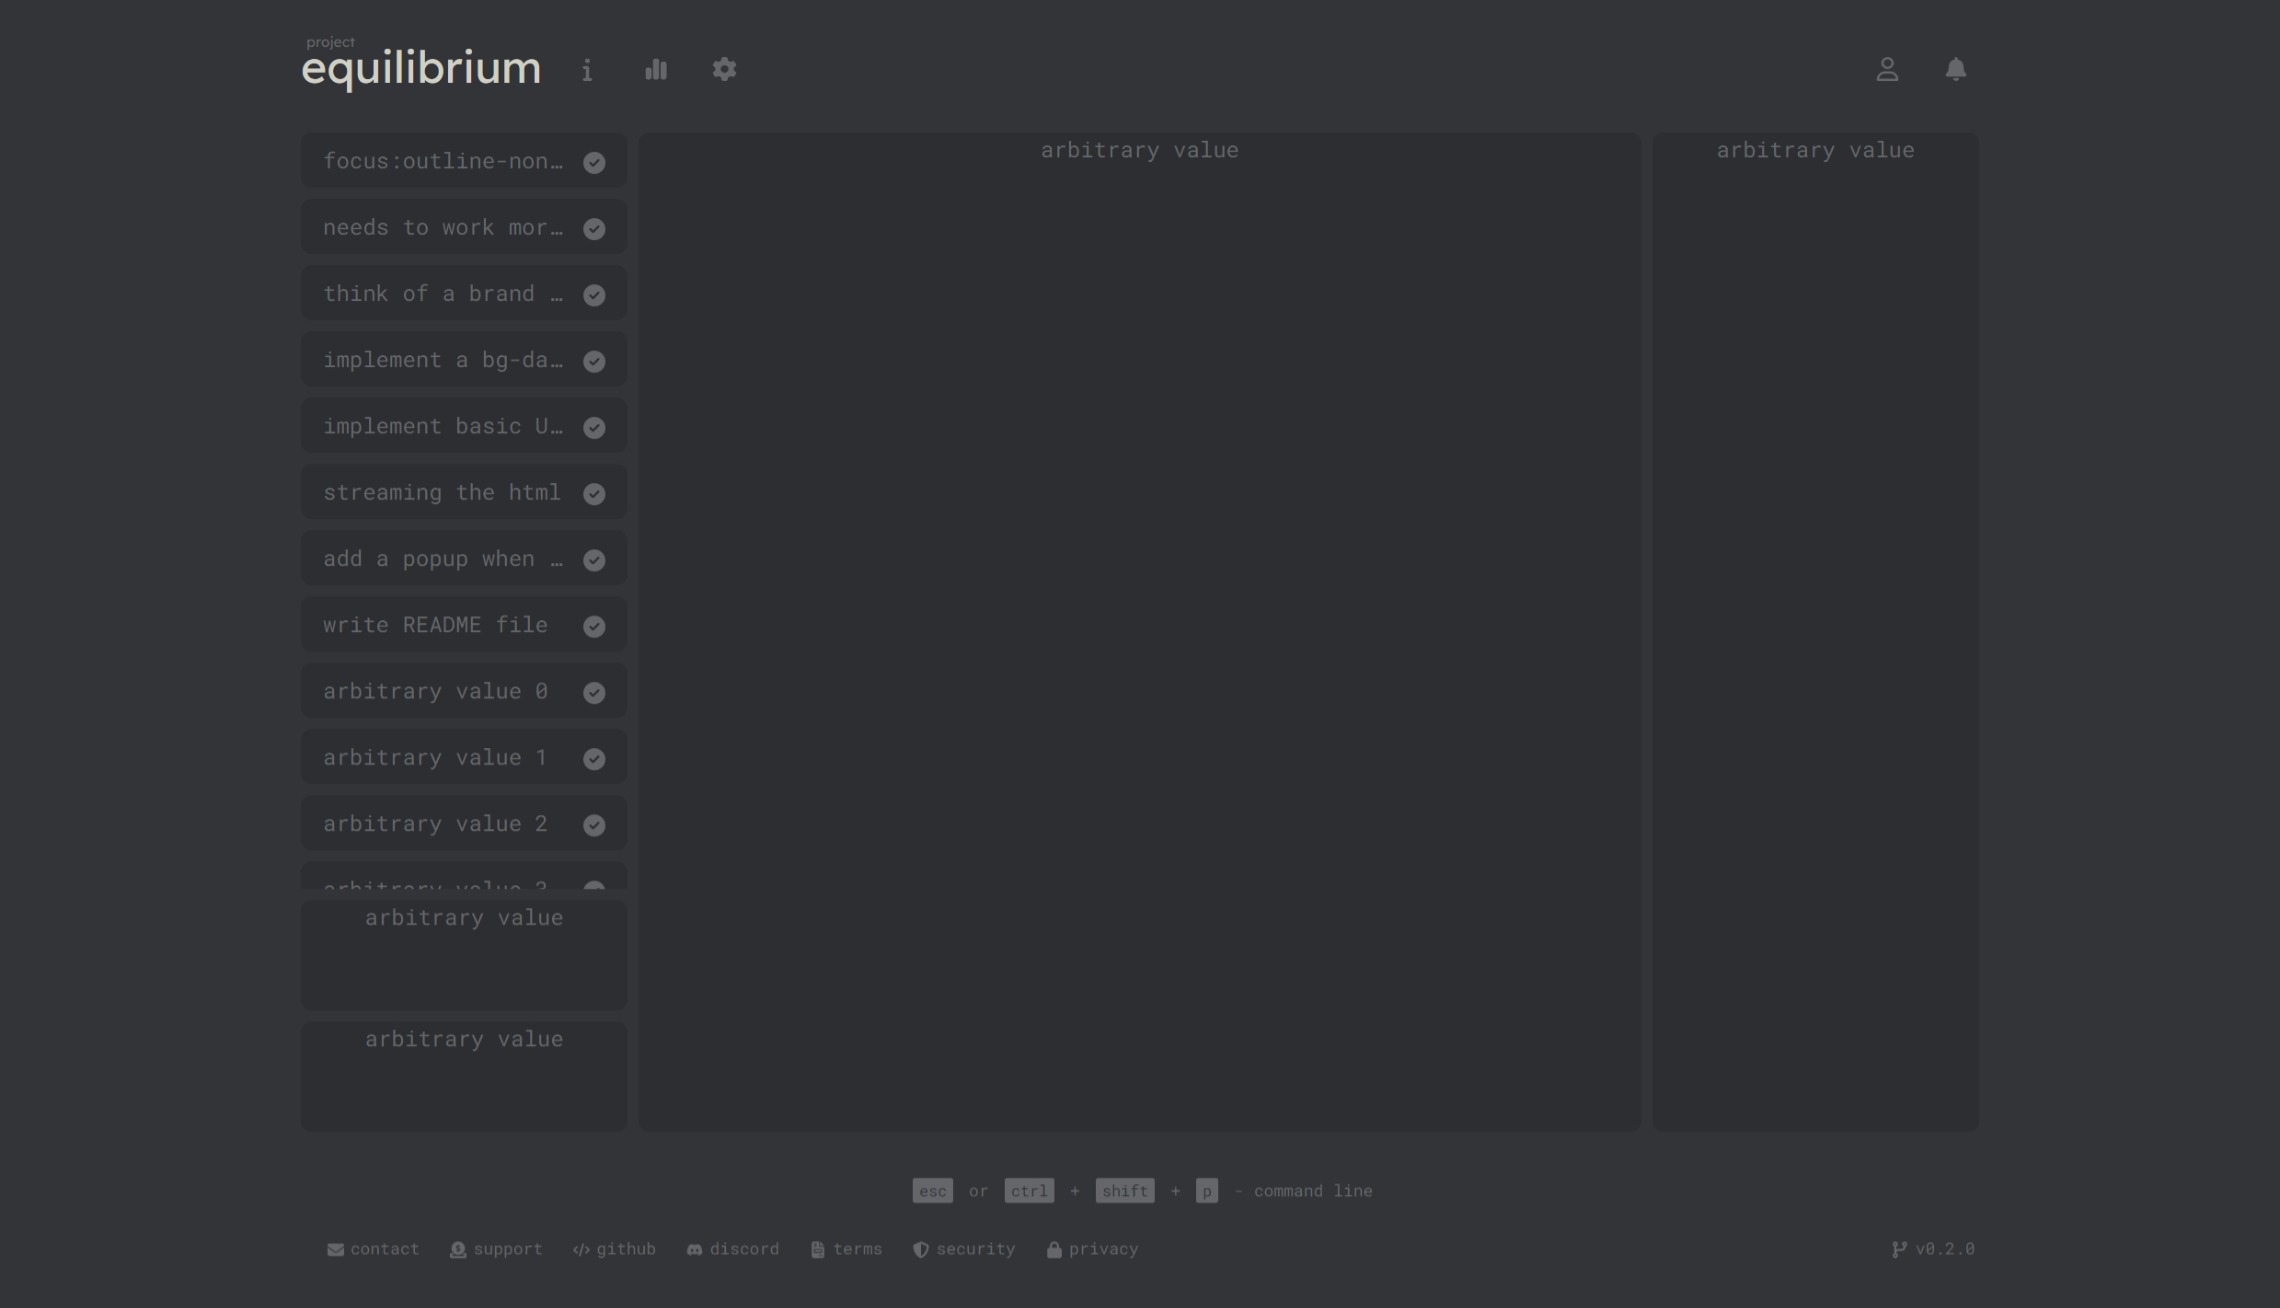 project
equilibrium
focus:outline-non…
needs to work mor…
think of a brand …
implement a bg-da…
implement basic U…
streaming the html
add a popup when …
write README file
arbitrary value 0
arbitrary value 1
arbitrary value 2
arbitrary value 3
arbitrary value
arbitrary value
arbitrary value
arbitrary value
esc or ctrl + shift + p - command line
contact support github discord terms security privacy v0.2.0